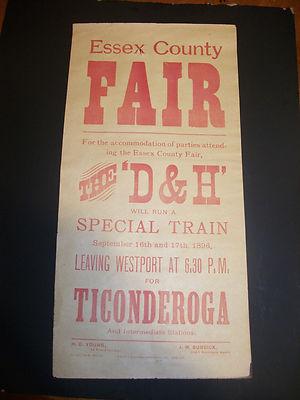 Essex County
FAIR
For the accommodation of parties attend-
ing the Essex County Fair,
THE 'D & H'
WILL RUN A
SPECIAL TRAIN
September 16th and 17th, 1896,
LEAVING WESTPORT AT 6.30 P. M.
FOR
TICONDEROGA
And Intermediate Stations.
H. G. YOUNG, J. W. BURDICK,